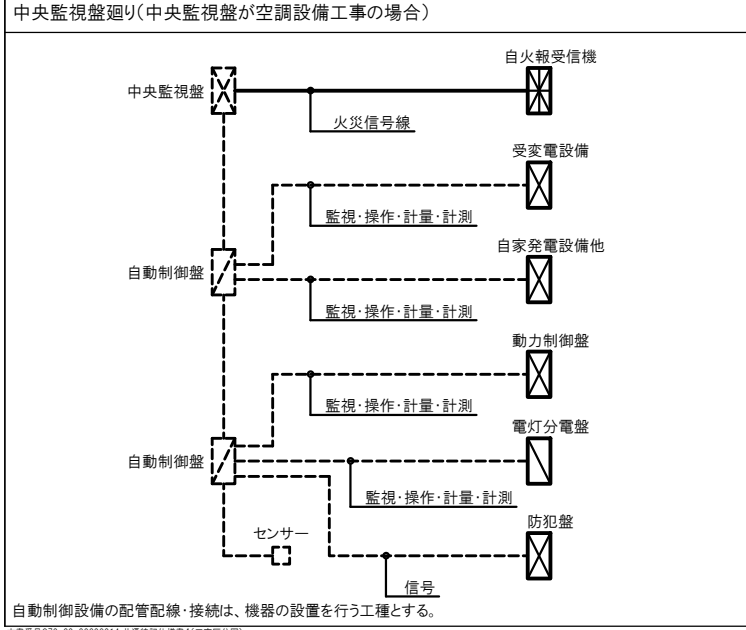 中央監視盤廻り(中央監視盤が空調設備工事の場合)
自火報受信機
中央監視盤
火災信号線
受変電設備
監視・操作・計量・計測
自家発電設備他
自動制御盤
監視・操作・計量・計測
動力制御盤
監視・操作・計量・計測
電灯分電盤
自動制御盤
監視・操作・計量・計測
防犯盤
センサー
信号
自動制御設備の配管配線・接続は、機器の設置を行う工種とする。